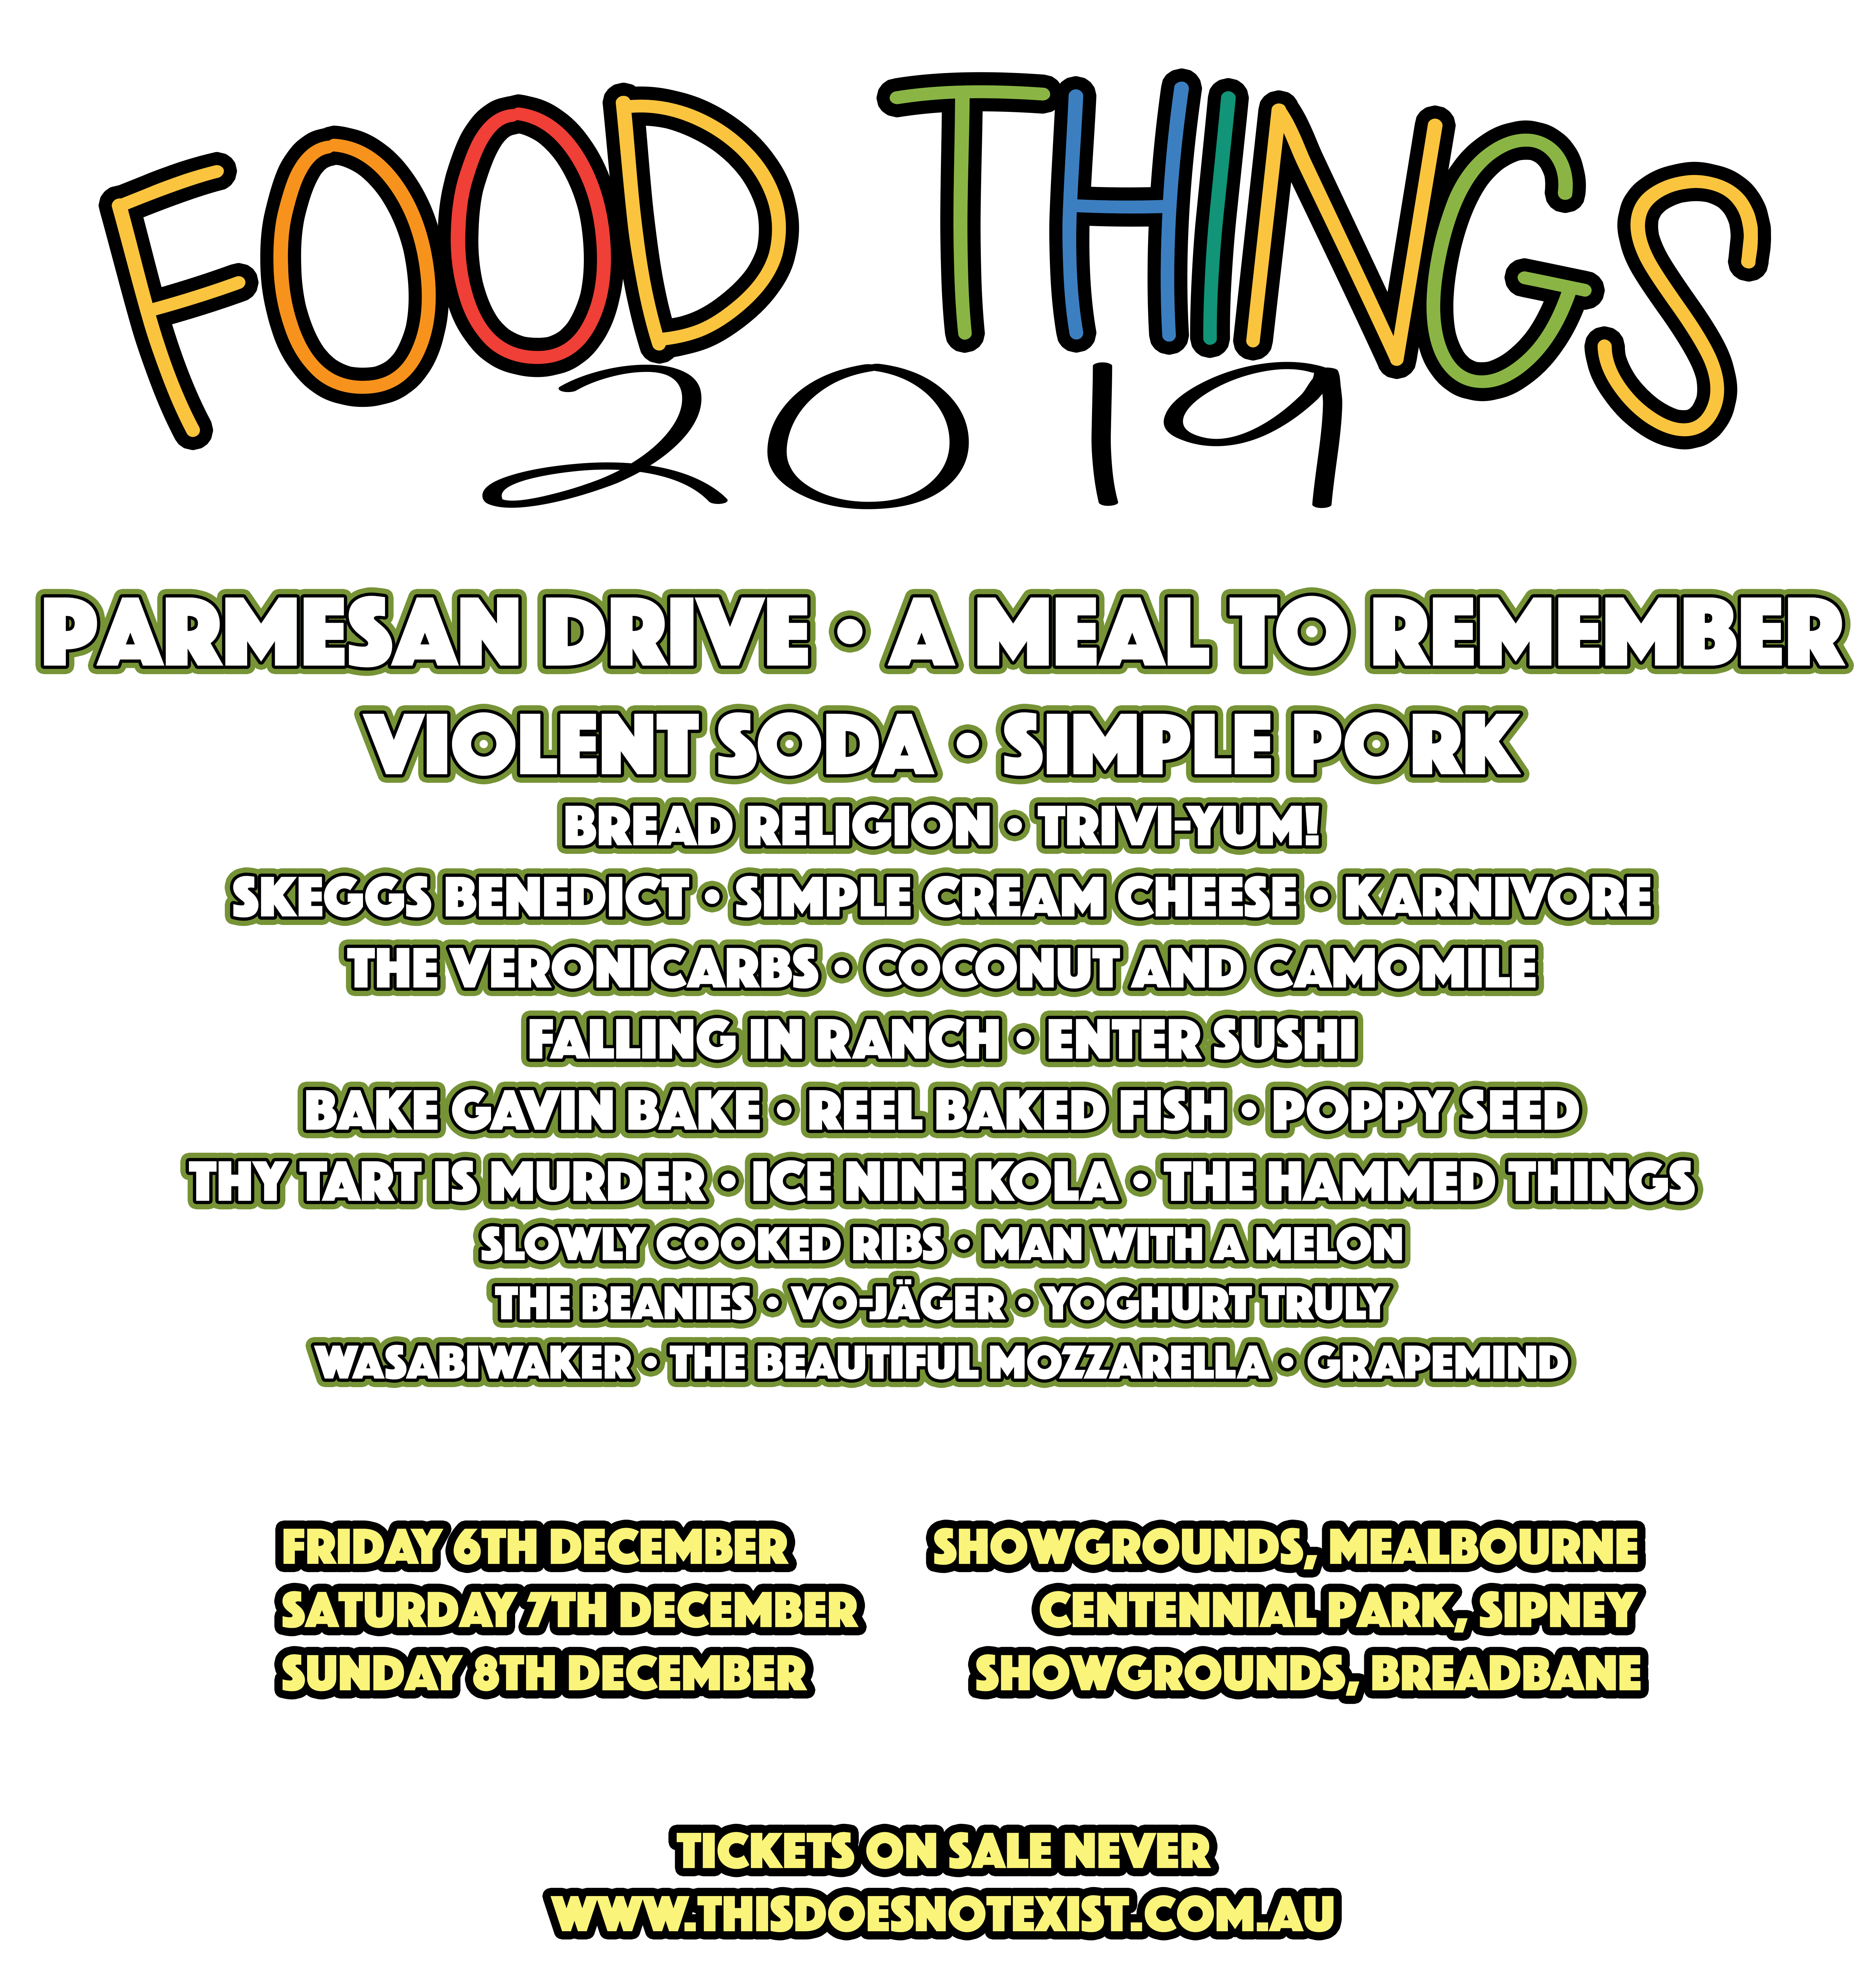 FOOD THINGS
2019
PARMESAN DRIVE • A MEAL TO REMEMBER
VIOLENT SODA • SIMPLE PORK
BREAD RELIGION • TRIVI-YUM!
SKEGGS BENEDICT • SIMPLE CREAM CHEESE • KARNIVORE
THE VERONICARBS • COCONUT AND CAMOMILE
FALLING IN RANCH • ENTER SUSHI
BAKE GAVIN BAKE • REEL BAKED FISH • POPPY SEED
THY TART IS MURDER • ICE NINE KOLA • THE HAMMED THINGS
SLOWLY COOKED RIBS • MAN WITH A MELON
THE BEANIES • VO-JÄGER • YOGHURT TRULY
WASABIWAKER • THE BEAUTIFUL MOZZARELLA • GRAPEMIND
FRIDAY 6TH DECEMBER SHOWGROUNDS, MEALBOURNE
SATURDAY 7TH DECEMBER CENTENNIAL PARK, SIPNEY
SUNDAY 8TH DECEMBER SHOWGROUNDS, BREADBANE
TICKETS ON SALE NEVER
WWW.THISDOESNOTEXIST.COM.AU